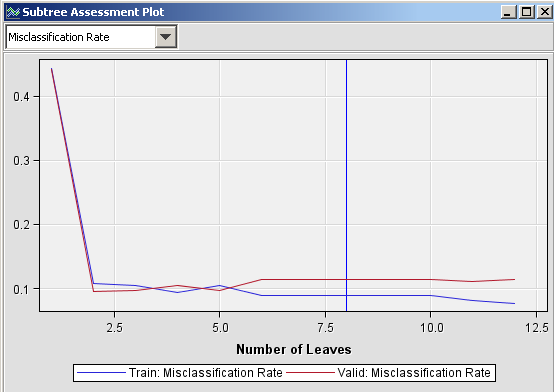 Subtree Assessment Plot
Misclassification Rate
0.4
0.3
0.2
0.1
2.5 5.0 7.5 10.0 12.5
Number of Leaves
Train: Misclassification Rate Valid: Misclassification Rate